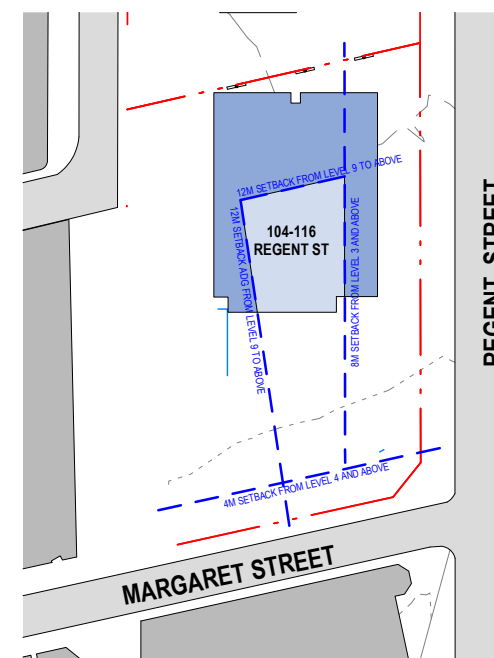 12M SETBACK FROM LEVEL 9 TO ABOVE
12M SETBACK ADG FROM LEVEL 9 TO ABOVE
104-116
REGENT ST
8M SETBACK FROM LEVEL 3 AND ABOVE
REGENT STREET
4M SETBACK FROM LEVEL 4 AND ABOVE
MARGARET STREET